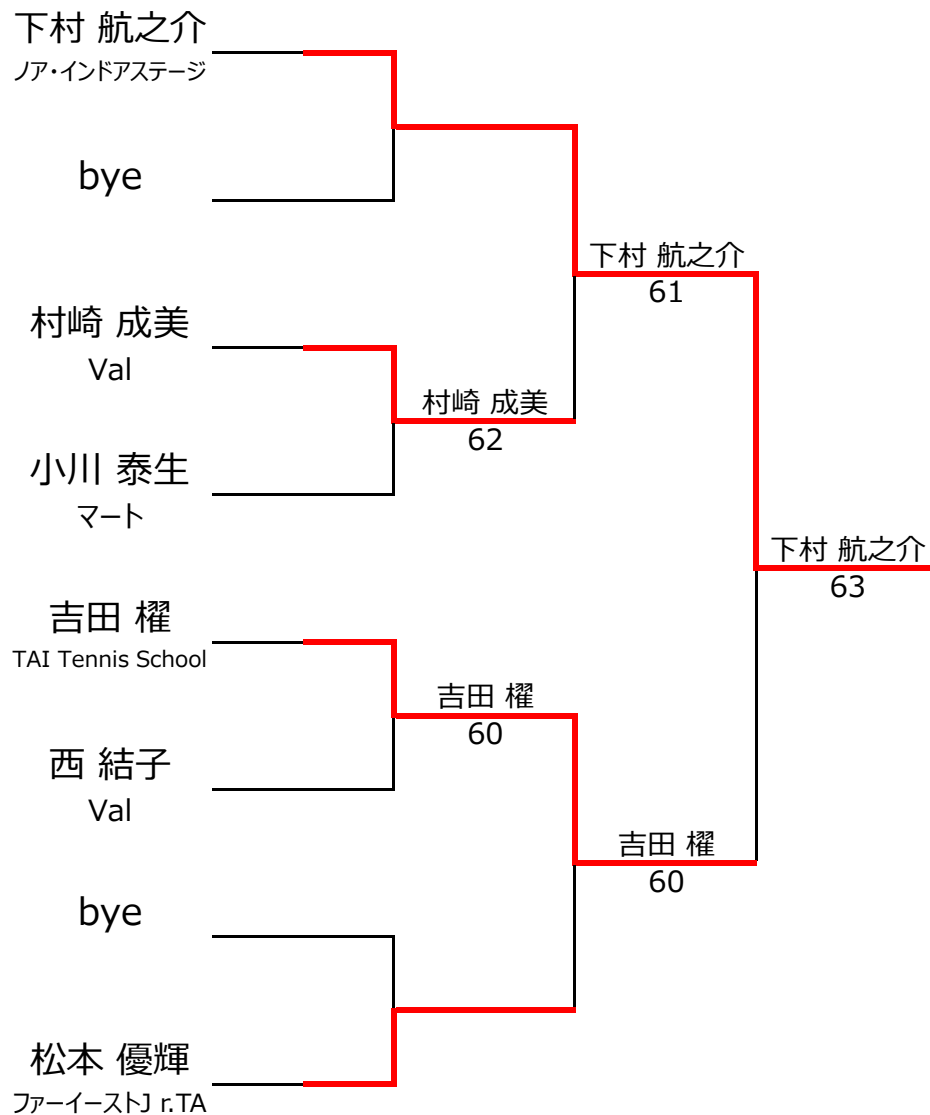 下村 航之介
ノア・インドアステージ
bye
下村 航之介
61
村崎 成美
Val
村崎 成美
62
小川 泰生
マート
下村 航之介
63
吉田 櫂
TAI Tennis School
吉田 櫂
60
西 結子
Val
吉田 櫂
60
bye
松本 優輝
ファーイーストJ r.TA